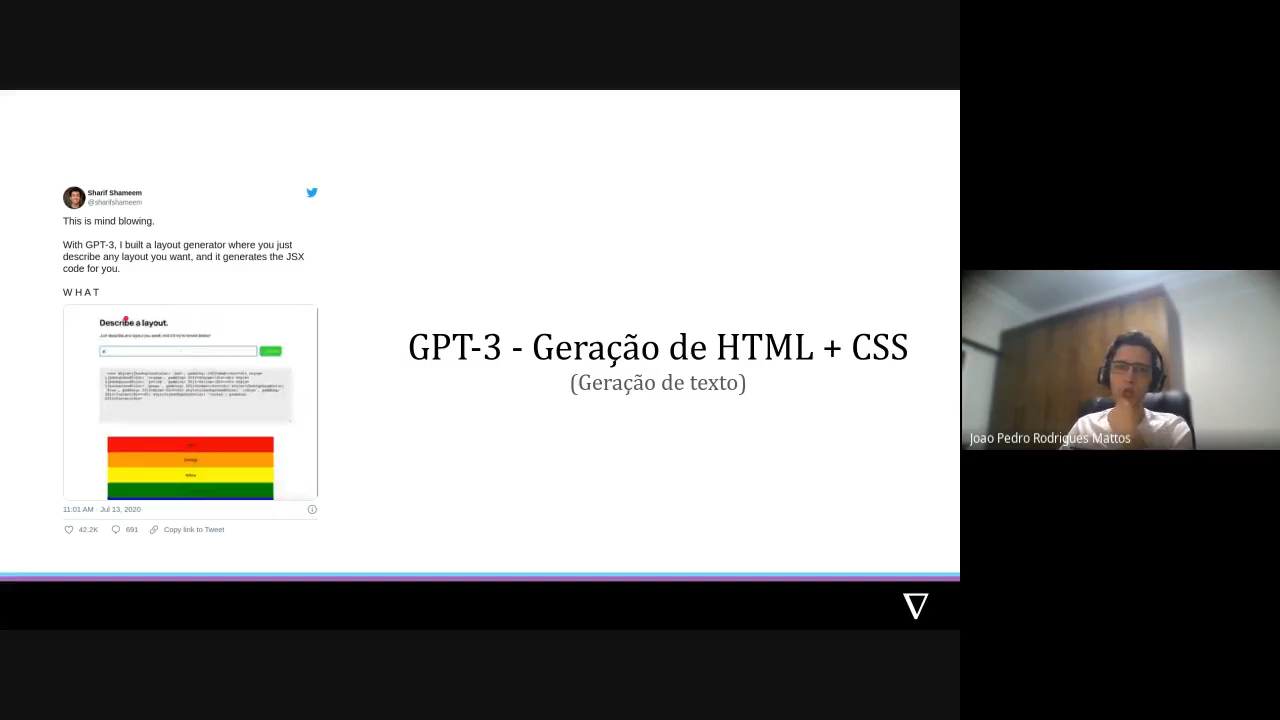 Sharif Shameem
@sharifshameem
This is mind blowing.
With GPT-3, I built a layout generator where you just
describe any layout you want, and it generates the JSX
code for you.
W H A T
Describe a layout.
Orange
Yellow
11:01 AM · Jul 13, 2020
42.2K 691 Copy link to Tweet
GPT-3 - Geração de HTML + CSS
(Geração de texto)
Joao Pedro Rodrigues Mattos